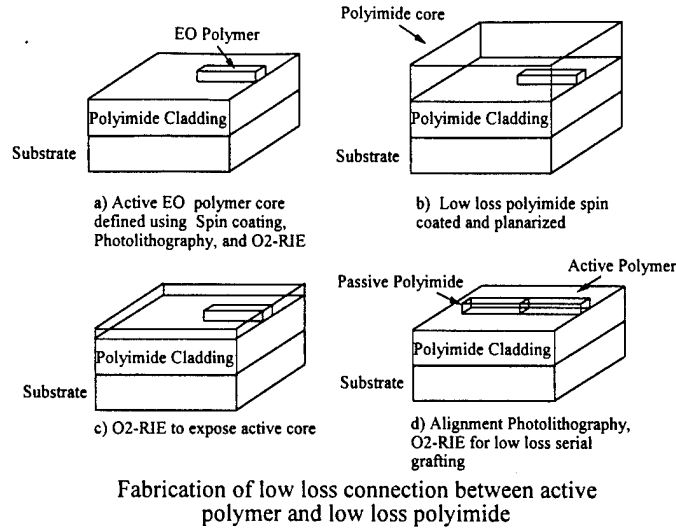 EO Polymer
Polyimide Cladding
Substrate
a) Active EO polymer core
defined using Spin coating,
Photolithography, and O2-RIE
Polyimide core
Polyimide Cladding
Substrate
b) Low loss polyimide spin
coated and planarized
Polyimide Cladding
Substrate
c) O2-RIE to expose active core
Passive Polyimide
Active Polymer
Polyimide Cladding
Substrate
d) Alignment Photolithography,
O2-RIE for low loss serial
grafting
Fabrication of low loss connection between active
polymer and low loss polyimide